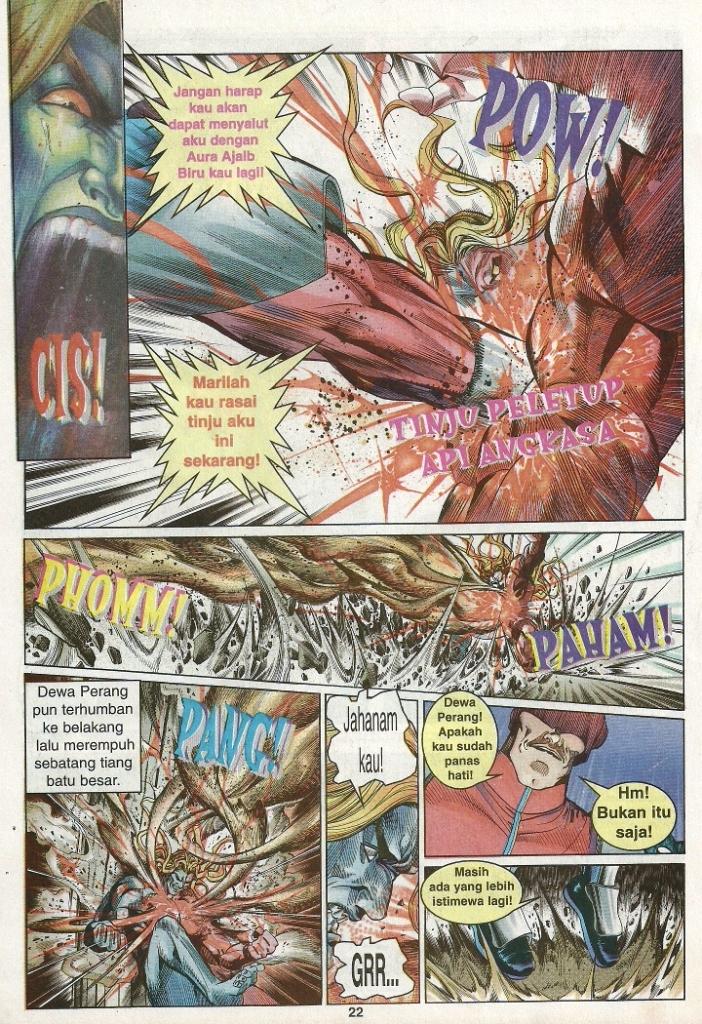 CIS!
Jangan harap
kau akan
dapat menyalut
aku dengan
Aura Ajaib
Biru kau lagi!
POW!
Marilah
kau rasai
tinju aku
ini
sekarang!
TINJU PELETUP
API ANGKASA
PHOMM!
PAHAM!
Dewa Perang
pun terhumban
ke belakang
lalu merempuh
sebatang tiang
batu besar.
PANG!
Jahanam
kau!
GRR...
Dewa
Perang!
Apakah
kau sudah
panas
hati!
Hm!
Bukan itu
saja!
Masih
ada yang lebih
istimewa lagi!
22